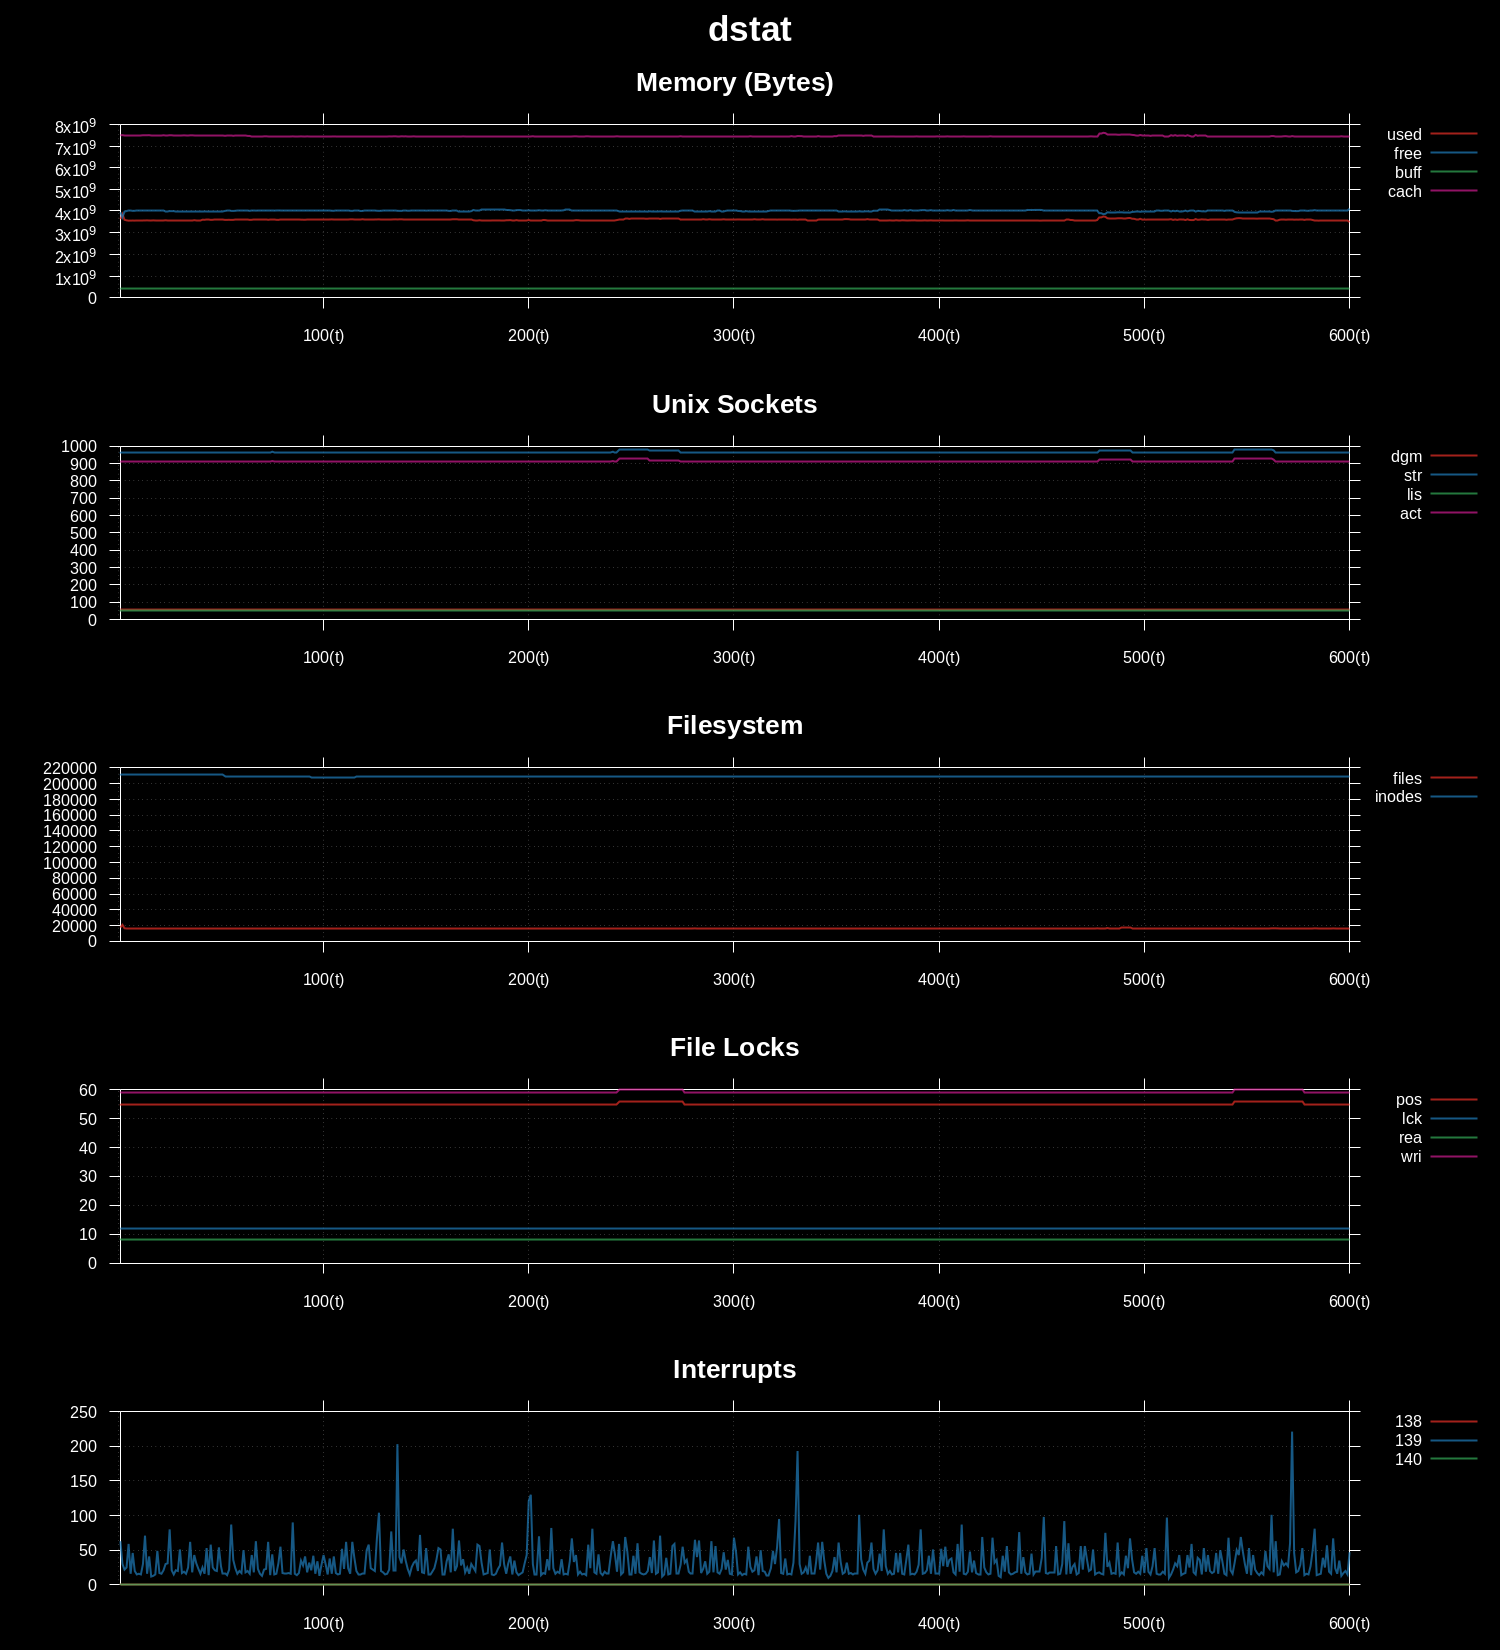 dstat
Memory (Bytes)
8x10⁹
7x10⁹
6x10⁹
5x10⁹
4x10⁹
3x10⁹
2x10⁹
1x10⁹
0
100(t) 200(t) 300(t) 400(t) 500(t) 600(t)
used
free
buff
cach
Unix Sockets
1000
900
800
700
600
500
400
300
200
100
0
100(t) 200(t) 300(t) 400(t) 500(t) 600(t)
dgm
str
lis
act
Filesystem
220000
200000
180000
160000
140000
120000
100000
80000
60000
40000
20000
0
100(t) 200(t) 300(t) 400(t) 500(t) 600(t)
files
inodes
File Locks
60
50
40
30
20
10
0
100(t) 200(t) 300(t) 400(t) 500(t) 600(t)
pos
lck
rea
wri
Interrupts
250
200
150
100
50
0
100(t) 200(t) 300(t) 400(t) 500(t) 600(t)
138
139
140